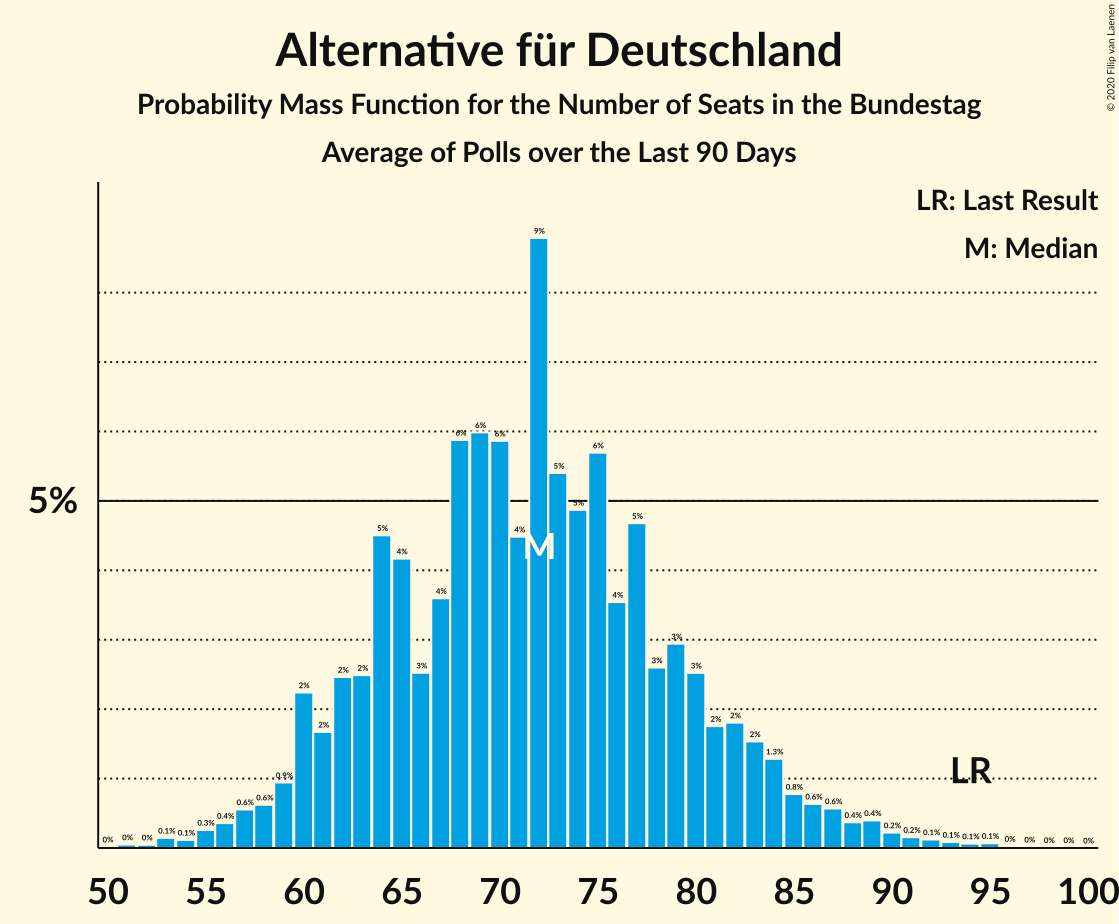 Alternative für Deutschland
Probability Mass Function for the Number of Seats in the Bundestag
Average of Polls over the Last 90 Days
© 2020 Filip van Laenen
LR: Last Result
M: Median
5%
0% 0% 0% 0.1% 0.1% 0.3% 0.4% 0.6% 0.6% 0.9% 2% 2% 2% 2% 5% 4% 3% 4% 6% 6% 6% 4% 9% 5% 5% 6% 4% 5% 3% 3% 3% 2% 2% 2% 1.3% 0.8% 0.6% 0.6% 0.4% 0.4% 0.2% 0.2% 0.1% 0.1% 0.1% 0.1% 0% 0% 0% 0% 0%
M
LR
50 55 60 65 70 75 80 85 90 95 100